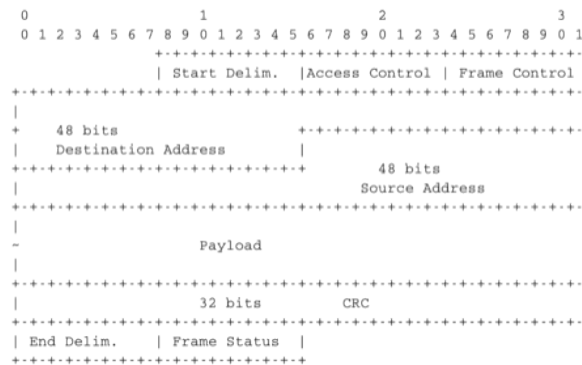 0 1 2 3
0 1 2 3 4 5 6 7 8 9 0 1 2 3 4 5 6 7 8 9 0 1 2 3 4 5 6 7 8 9 0 1
+-+-+-+-+-+-+-+-+-+-+-+-+-+-+-+-+-+-+-+-+-+-+-+-
| Start Delim. |Access Control | Frame Control
+-+-+-+-+-+-+-+-+-+-+-+-+-+-+-+-+-+-+-+-+-+-+-+-+-+-+-+-+-+-+-+-
|
+ 48 bits +-+-+-+-+-+-+-+-+-+-+-+-+-+-+-+-
| Destination Address |
+-+-+-+-+-+-+-+-+-+-+-+-+-+-+-+-+ 48 bits
| Source Address
+-+-+-+-+-+-+-+-+-+-+-+-+-+-+-+-+-+-+-+-+-+-+-+-+-+-+-+-+-+-+-+-
|
~ Payload
|
+-+-+-+-+-+-+-+-+-+-+-+-+-+-+-+-+-+-+-+-+-+-+-+-+-+-+-+-+-+-+-+-
| 32 bits CRC
+-+-+-+-+-+-+-+-+-+-+-+-+-+-+-+-+-+-+-+-+-+-+-+-+-+-+-+-+-+-+-+-
| End Delim. | Frame Status |
+-+-+-+-+-+-+-+-+-+-+-+-+-+-+-+-+